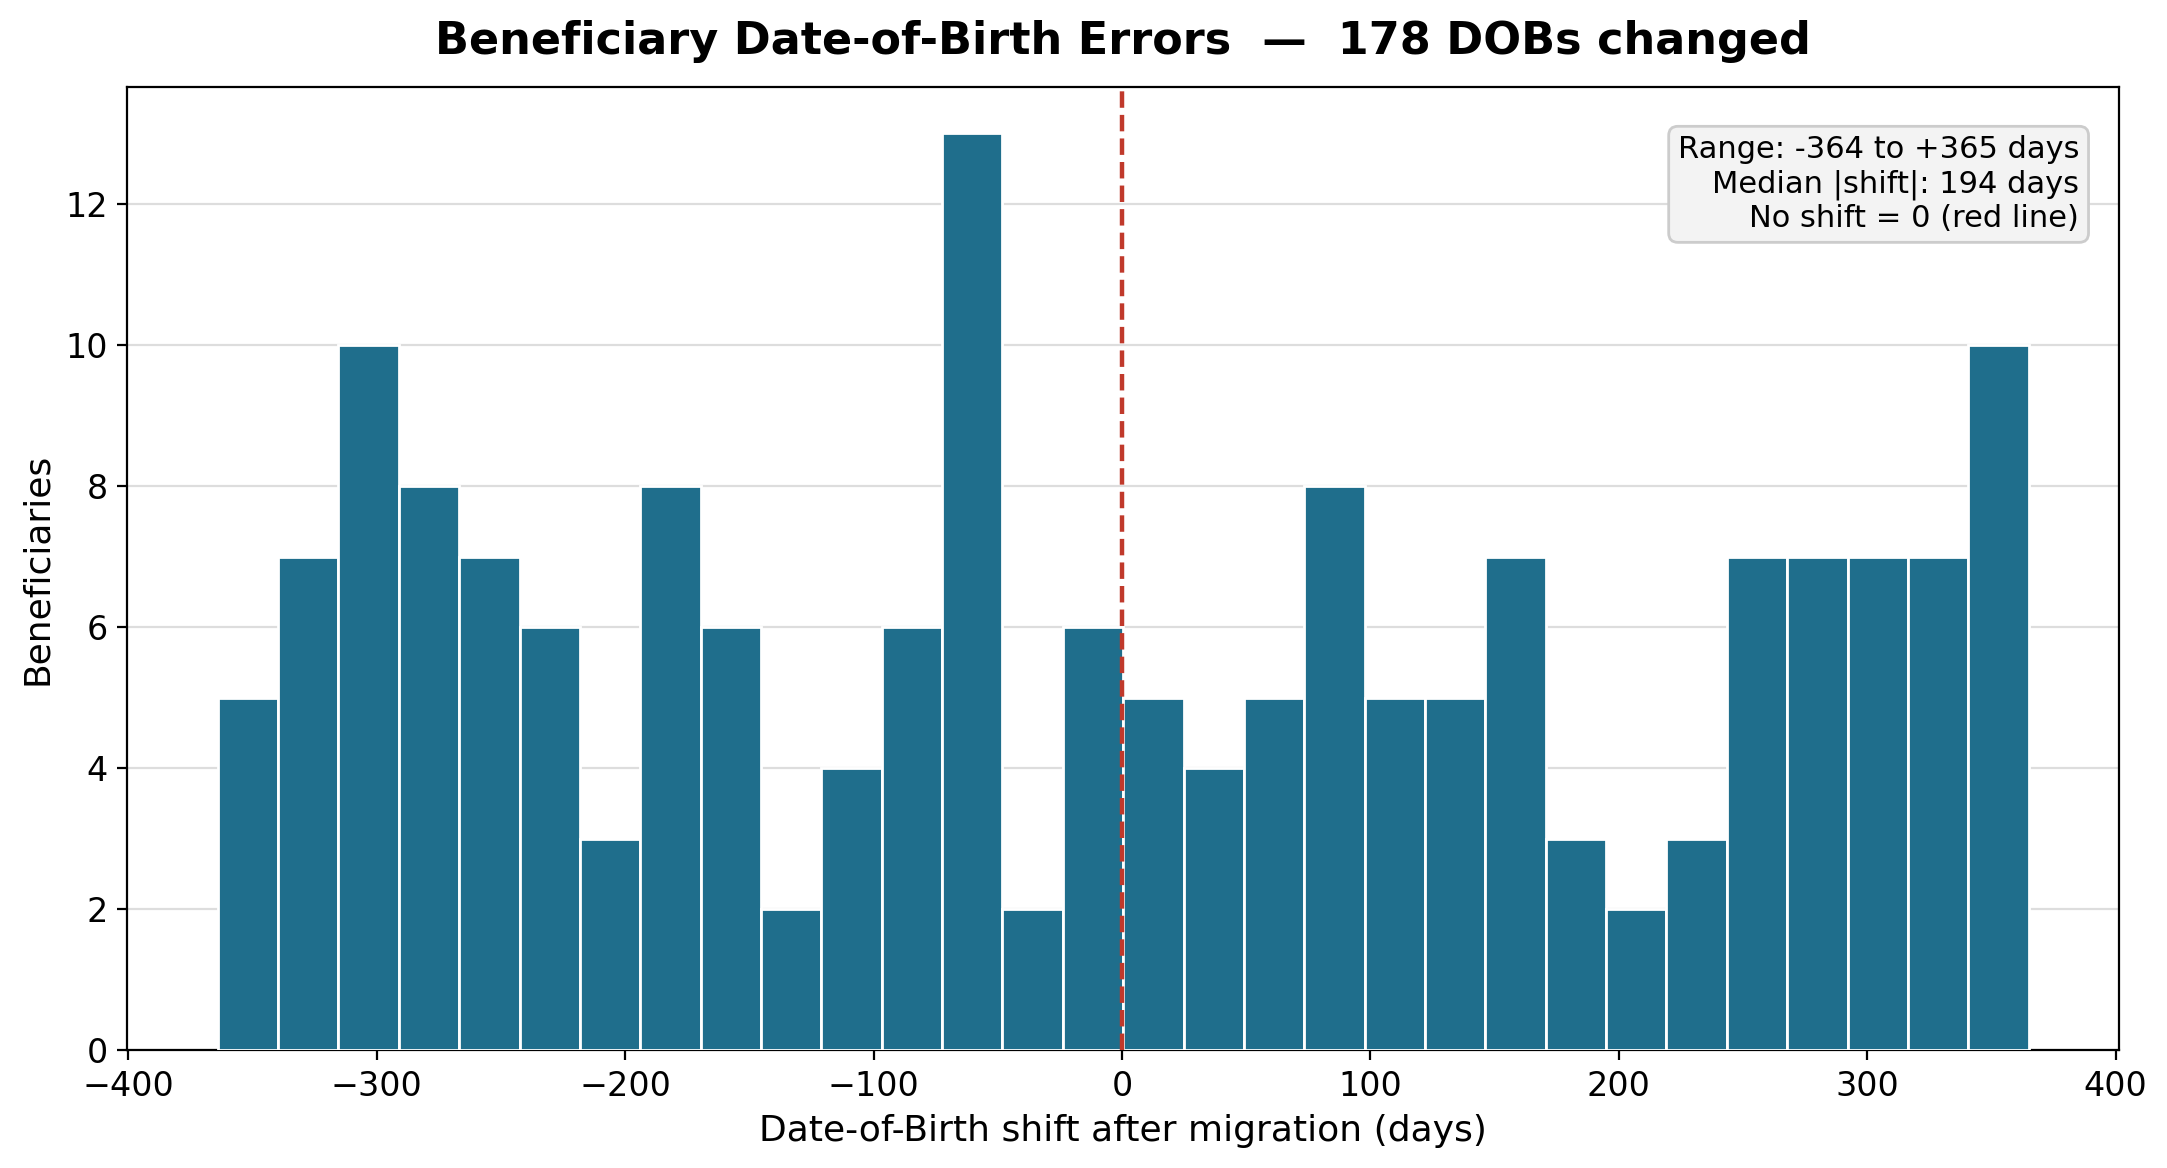 Beneficiary Date-of-Birth Errors — 178 DOBs changed
Range: -364 to +365 days
Median |shift|: 194 days
No shift = 0 (red line)
Beneficiaries
12
10
8
6
4
2
0
−400 −300 −200 −100 0 100 200 300 400
Date-of-Birth shift after migration (days)